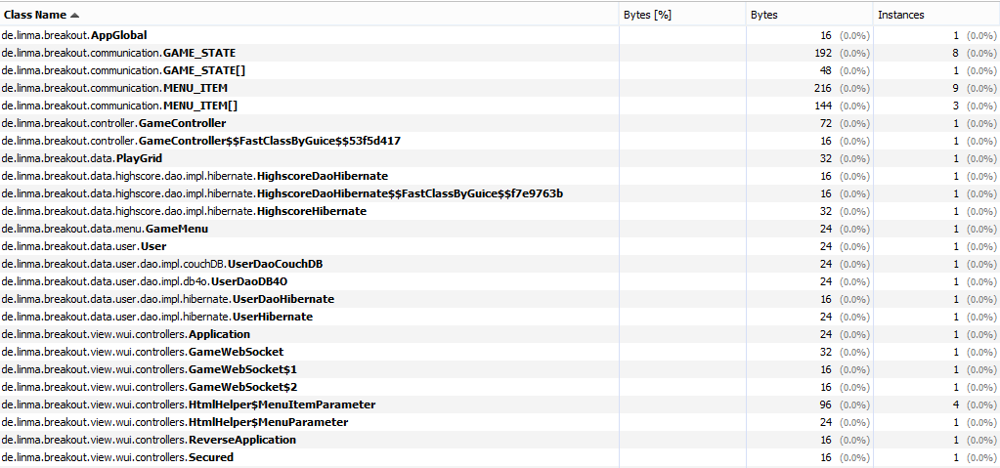 Class Name Bytes [%] Bytes Instances
de.linma.breakout.AppGlobal 16 (0.0%) 1 (0.0%)
de.linma.breakout.communication.GAME_STATE 192 (0.0%) 8 (0.0%)
de.linma.breakout.communication.GAME_STATE[] 48 (0.0%) 1 (0.0%)
de.linma.breakout.communication.MENU_ITEM 216 (0.0%) 9 (0.0%)
de.linma.breakout.communication.MENU_ITEM[] 144 (0.0%) 3 (0.0%)
de.linma.breakout.controller.GameController 72 (0.0%) 1 (0.0%)
de.linma.breakout.controller.GameController$$FastClassByGuice$$53f5d417 16 (0.0%) 1 (0.0%)
de.linma.breakout.data.PlayGrid 32 (0.0%) 1 (0.0%)
de.linma.breakout.data.highscore.dao.impl.hibernate.HighscoreDaoHibernate 16 (0.0%) 1 (0.0%)
de.linma.breakout.data.highscore.dao.impl.hibernate.HighscoreDaoHibernate$$FastClassByGuice$$f7e9763b 16 (0.0%) 1 (0.0%)
de.linma.breakout.data.highscore.dao.impl.hibernate.HighscoreHibernate 32 (0.0%) 1 (0.0%)
de.linma.breakout.data.menu.GameMenu 24 (0.0%) 1 (0.0%)
de.linma.breakout.data.user.User 24 (0.0%) 1 (0.0%)
de.linma.breakout.data.user.dao.impl.couchDB.UserDaoCouchDB 24 (0.0%) 1 (0.0%)
de.linma.breakout.data.user.dao.impl.db4o.UserDaoDB4O 24 (0.0%) 1 (0.0%)
de.linma.breakout.data.user.dao.impl.hibernate.UserDaoHibernate 16 (0.0%) 1 (0.0%)
de.linma.breakout.data.user.dao.impl.hibernate.UserHibernate 24 (0.0%) 1 (0.0%)
de.linma.breakout.view.wui.controllers.Application 24 (0.0%) 1 (0.0%)
de.linma.breakout.view.wui.controllers.GameWebSocket 32 (0.0%) 1 (0.0%)
de.linma.breakout.view.wui.controllers.GameWebSocket$1 16 (0.0%) 1 (0.0%)
de.linma.breakout.view.wui.controllers.GameWebSocket$2 16 (0.0%) 1 (0.0%)
de.linma.breakout.view.wui.controllers.HtmlHelper$MenuItemParameter 96 (0.0%) 4 (0.0%)
de.linma.breakout.view.wui.controllers.HtmlHelper$MenuParameter 24 (0.0%) 1 (0.0%)
de.linma.breakout.view.wui.controllers.ReverseApplication 16 (0.0%) 1 (0.0%)
de.linma.breakout.view.wui.controllers.Secured 16 (0.0%) 1 (0.0%)